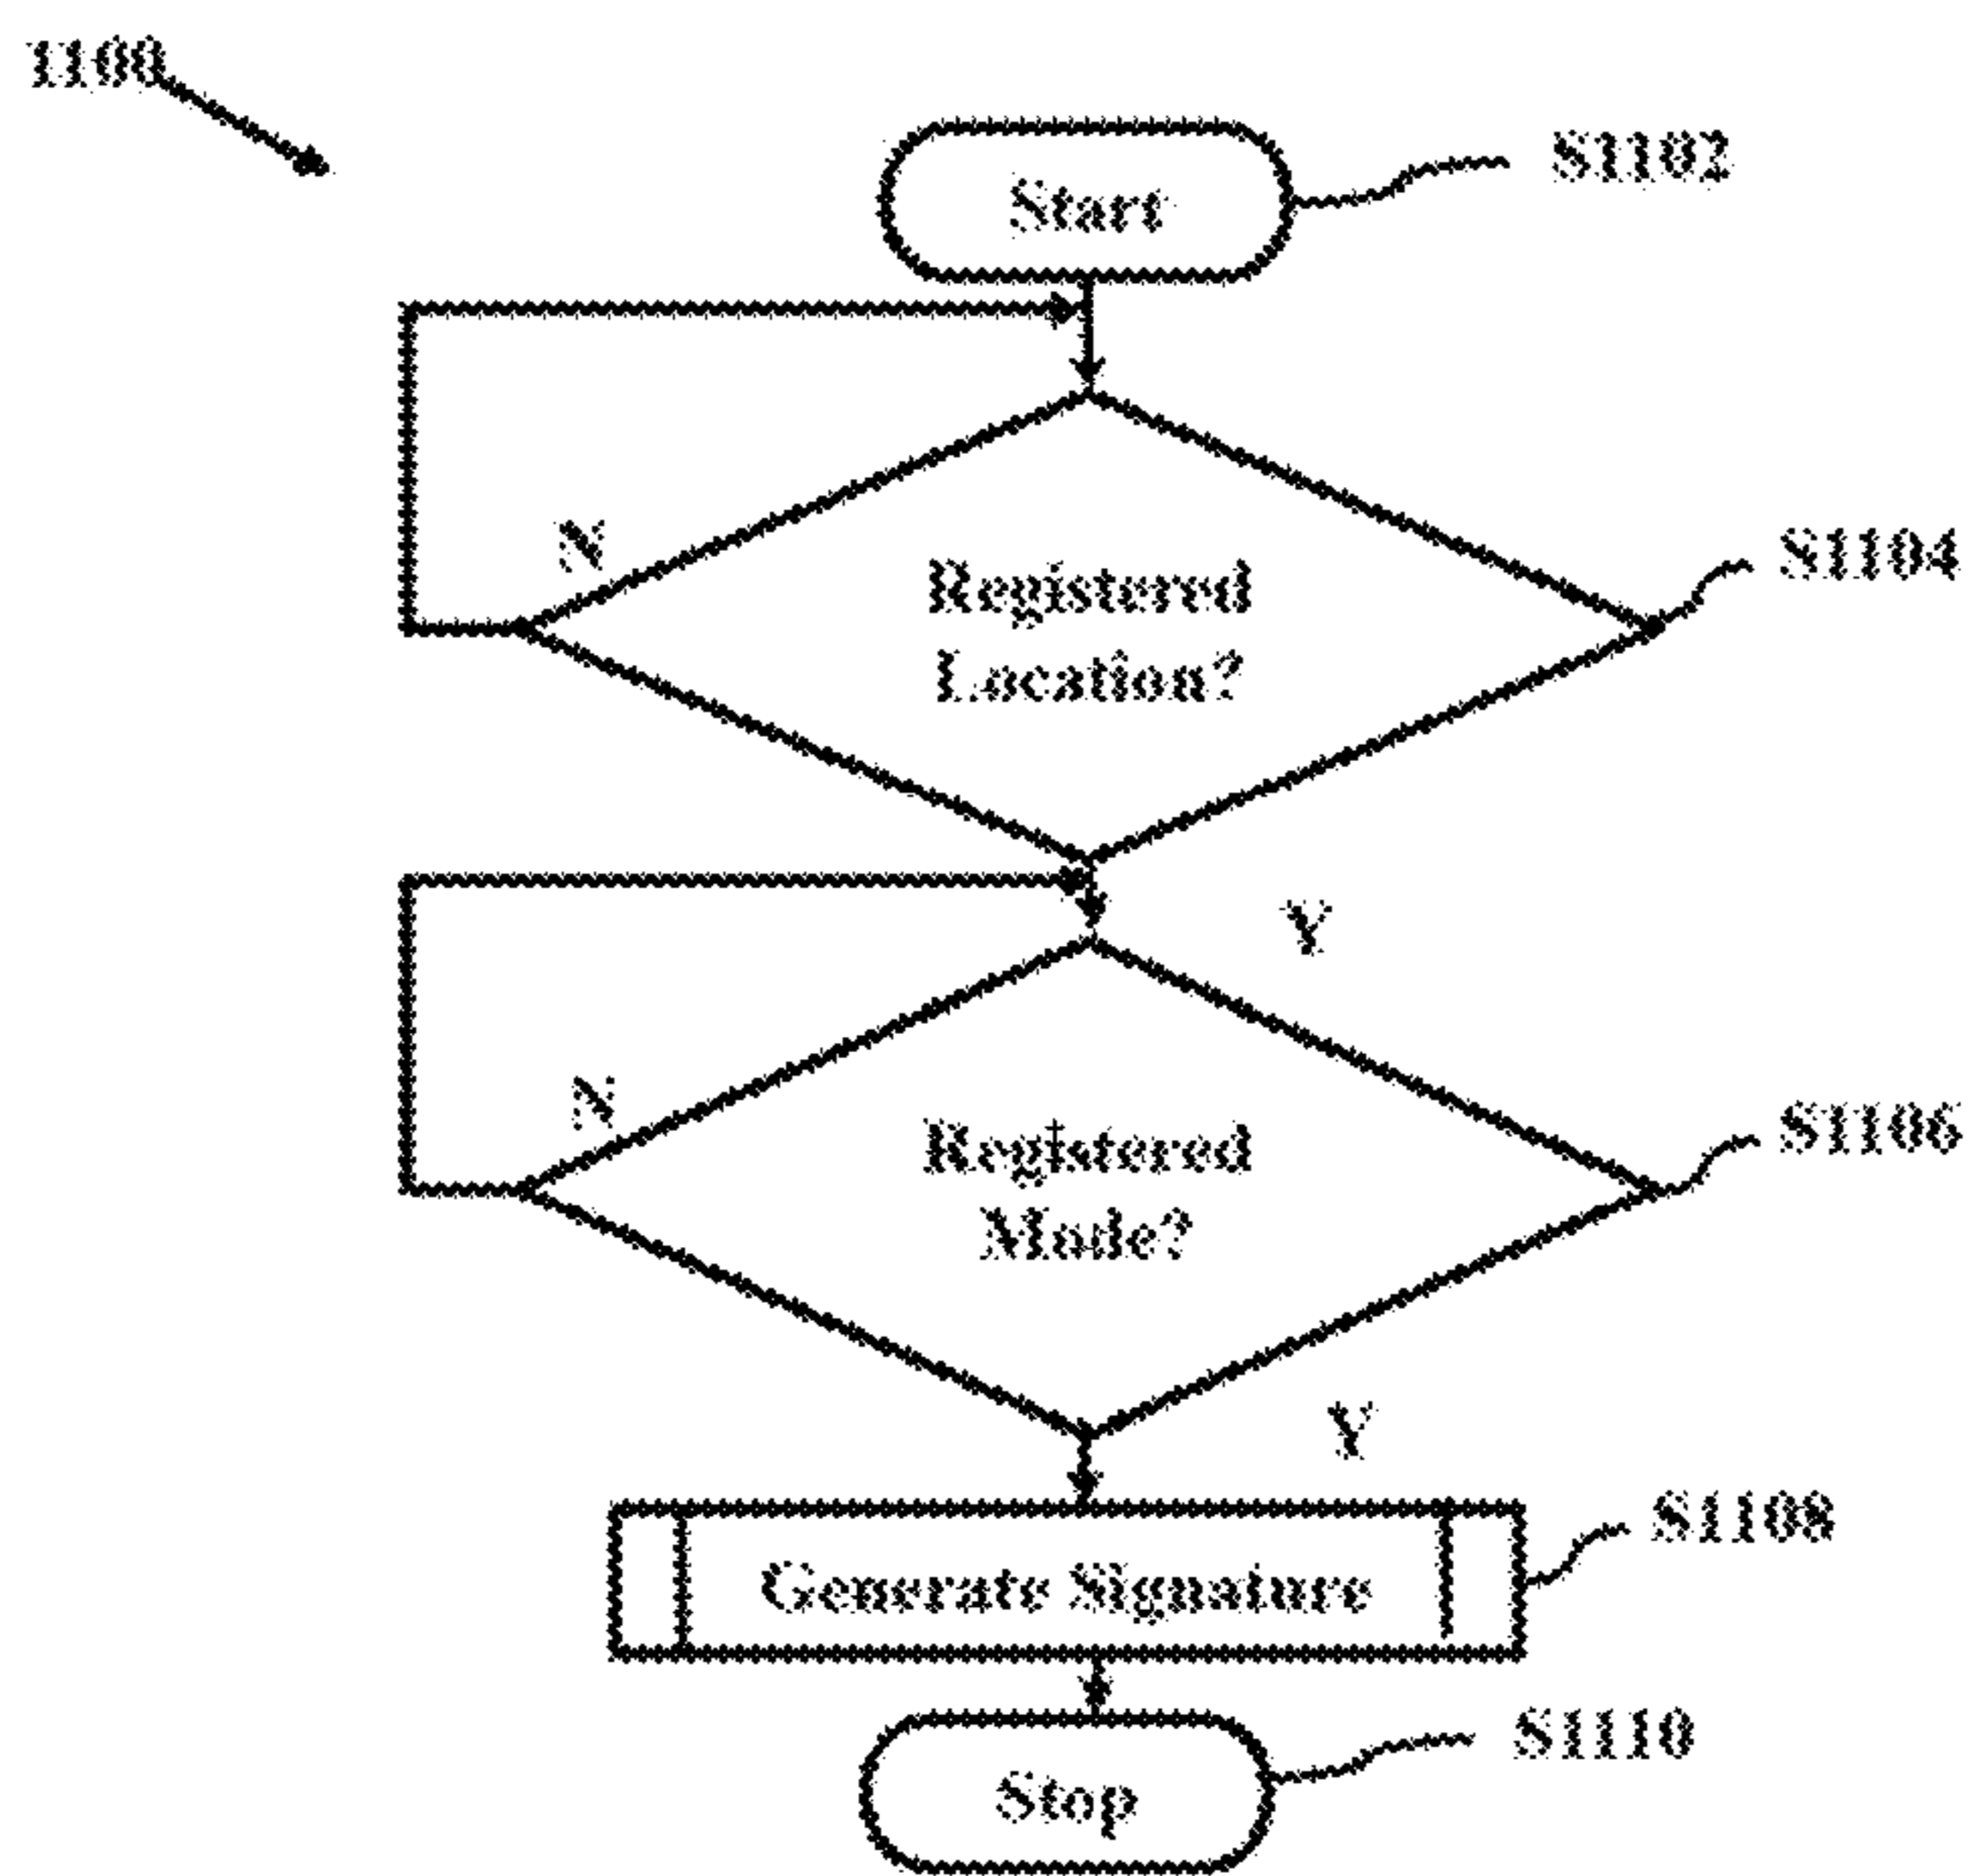 1100
Start
S1102
N
Registered
Location?
S1104
Y
N
Registered
Mode?
S1106
Y
Generate Signature
S1108
Stop
S1110